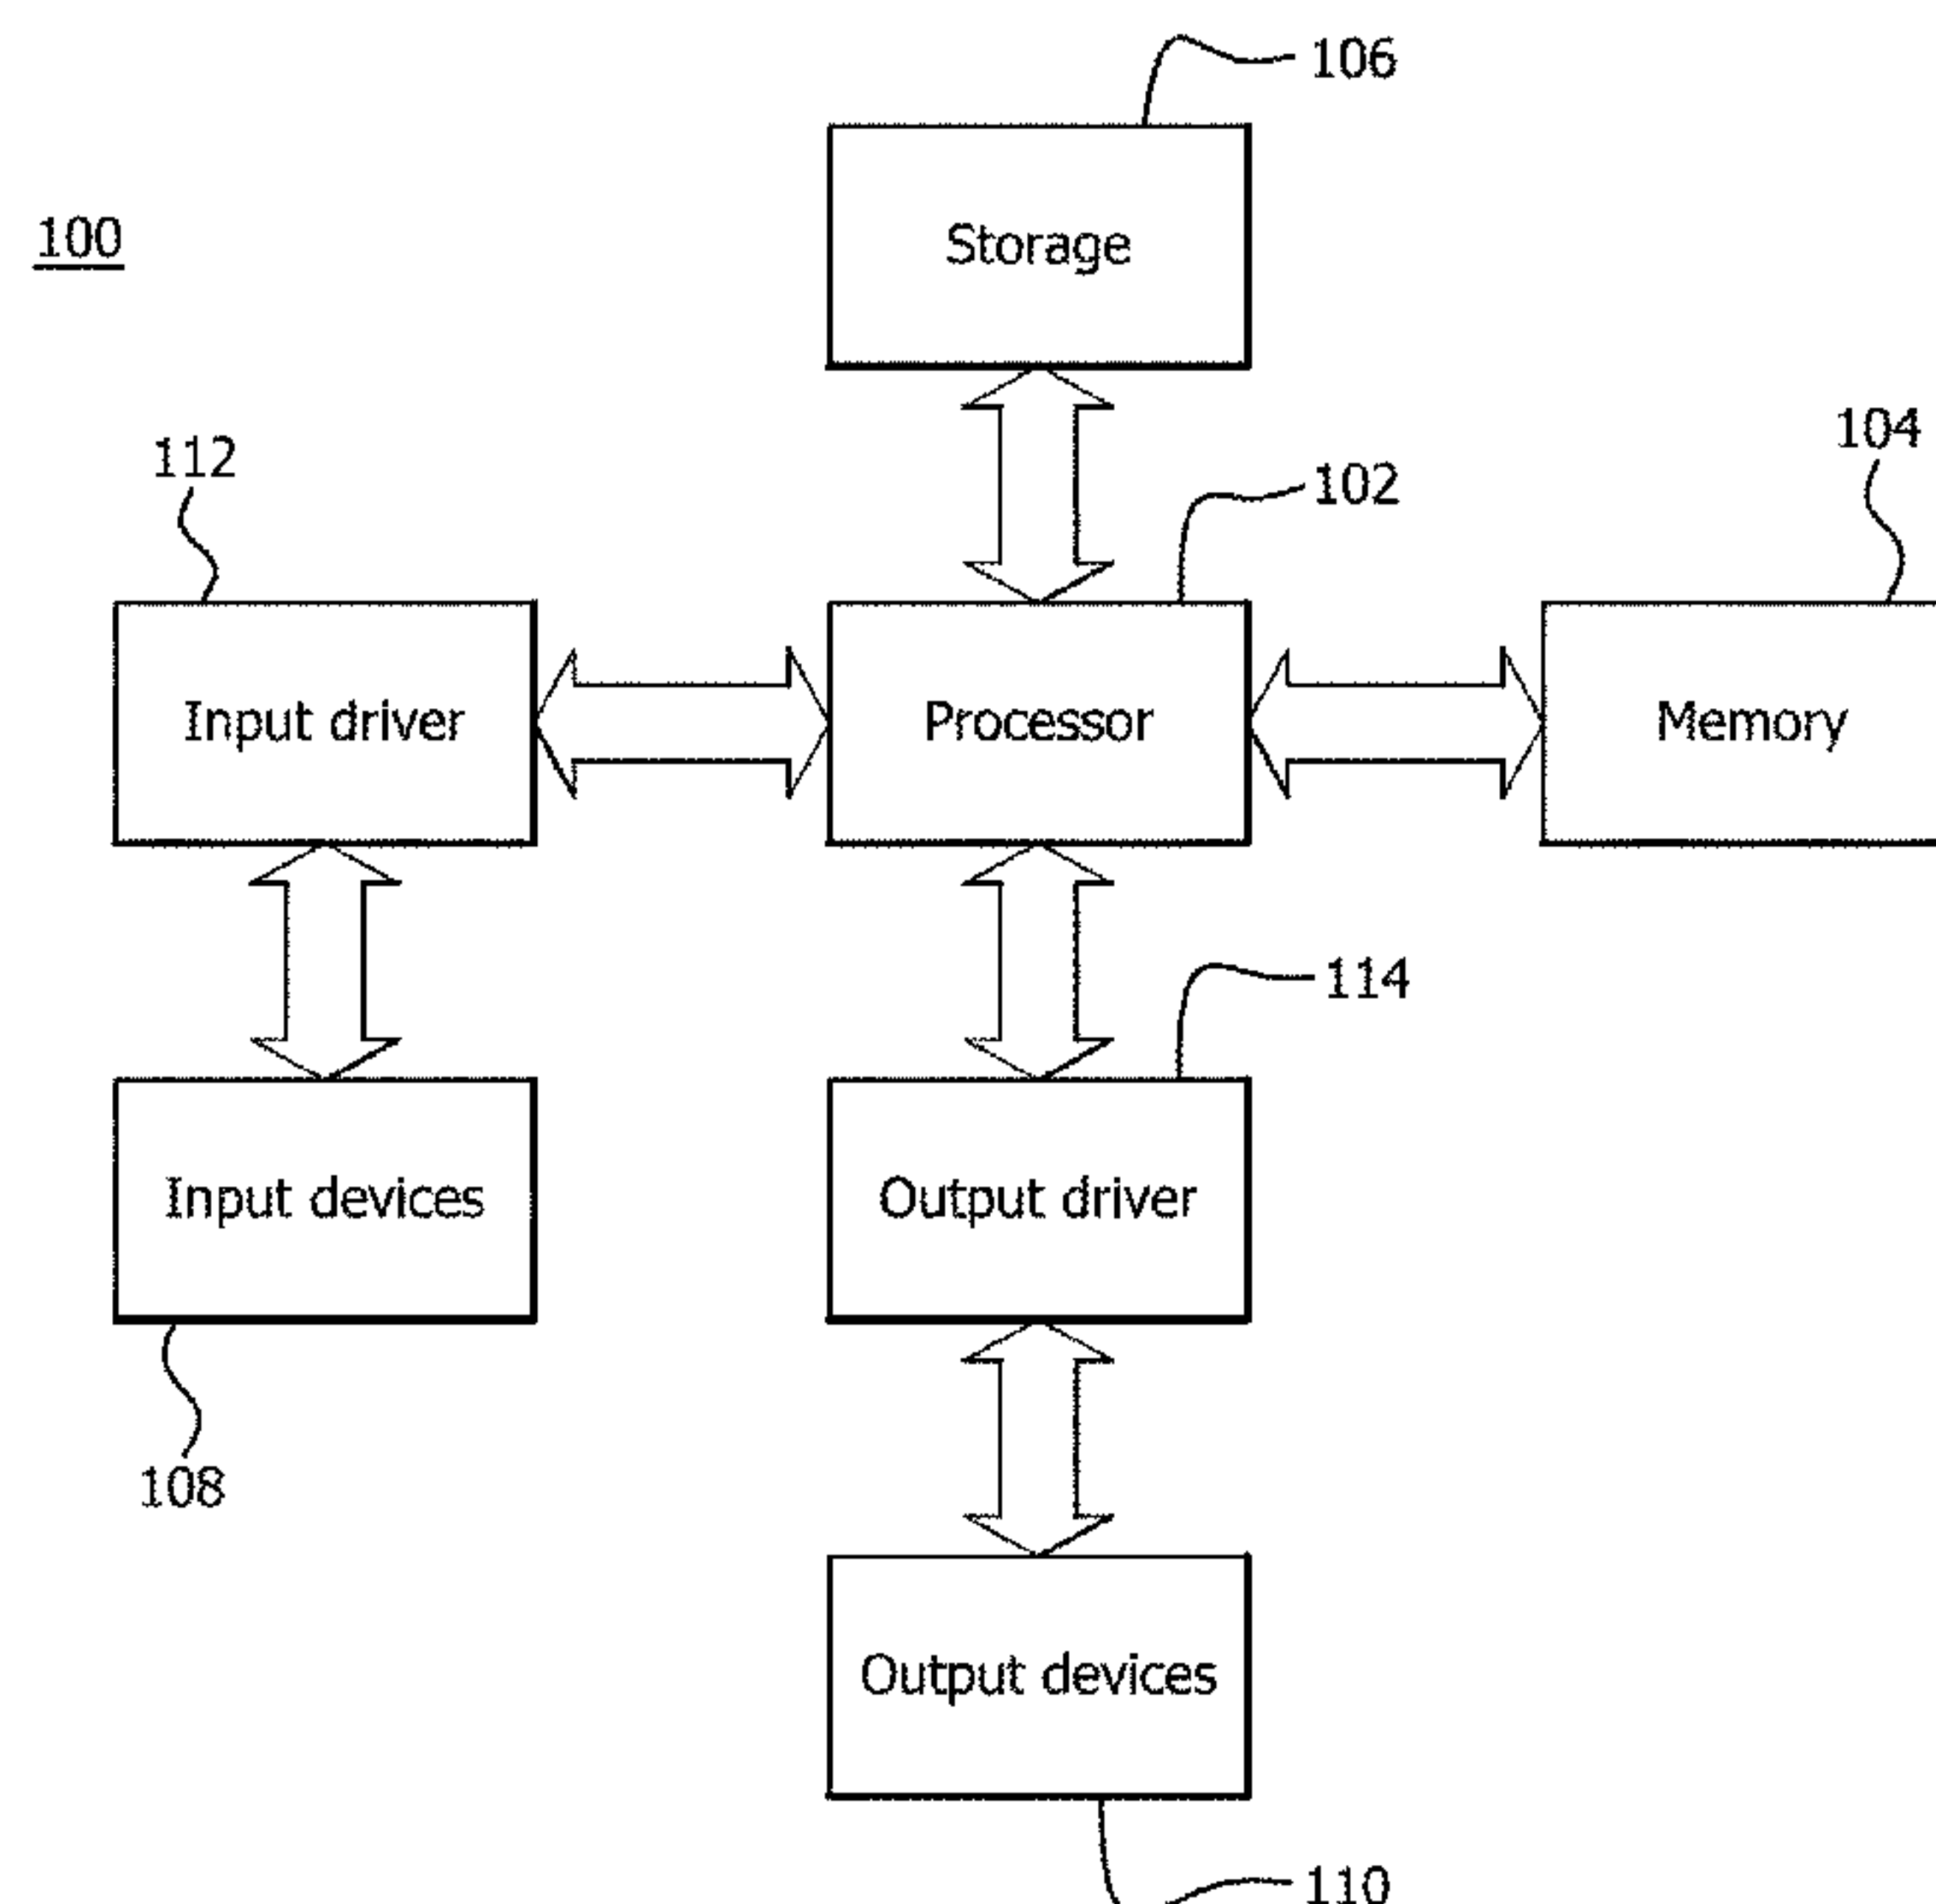 106
100
Storage
112
104
102
Input driver
Processor
Memory
114
Input devices
Output driver
108
Output devices
110